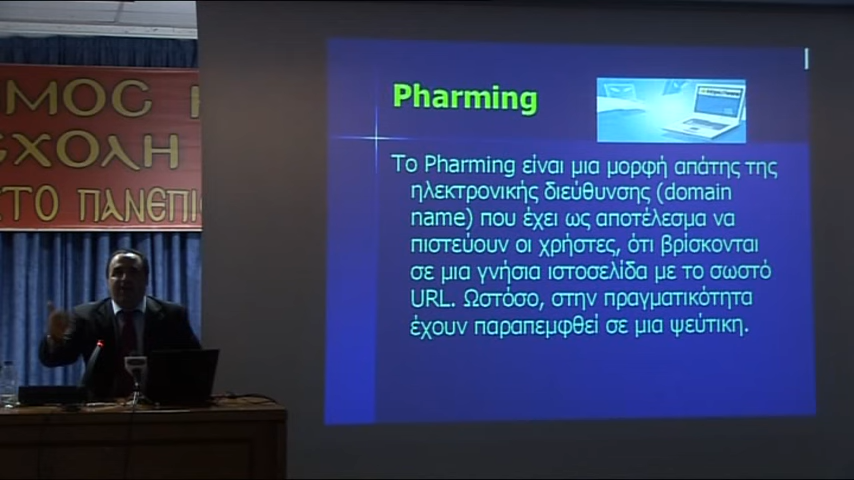 ΜΟΣ
ΣΧΟΛΗ
ΣΤΟ ΠΑΝΕΠΙ
Pharming
Το Pharming είναι μια μορφή απάτης της
ηλεκτρονικής διεύθυνσης (domain
name) που έχει ως αποτέλεσμα να
πιστεύουν οι χρήστες, ότι βρίσκονται
σε μια γνήσια ιστοσελίδα με το σωστό
URL. Ωστόσο, στην πραγματικότητα
έχουν παραπεμφθεί σε μια ψεύτικη.